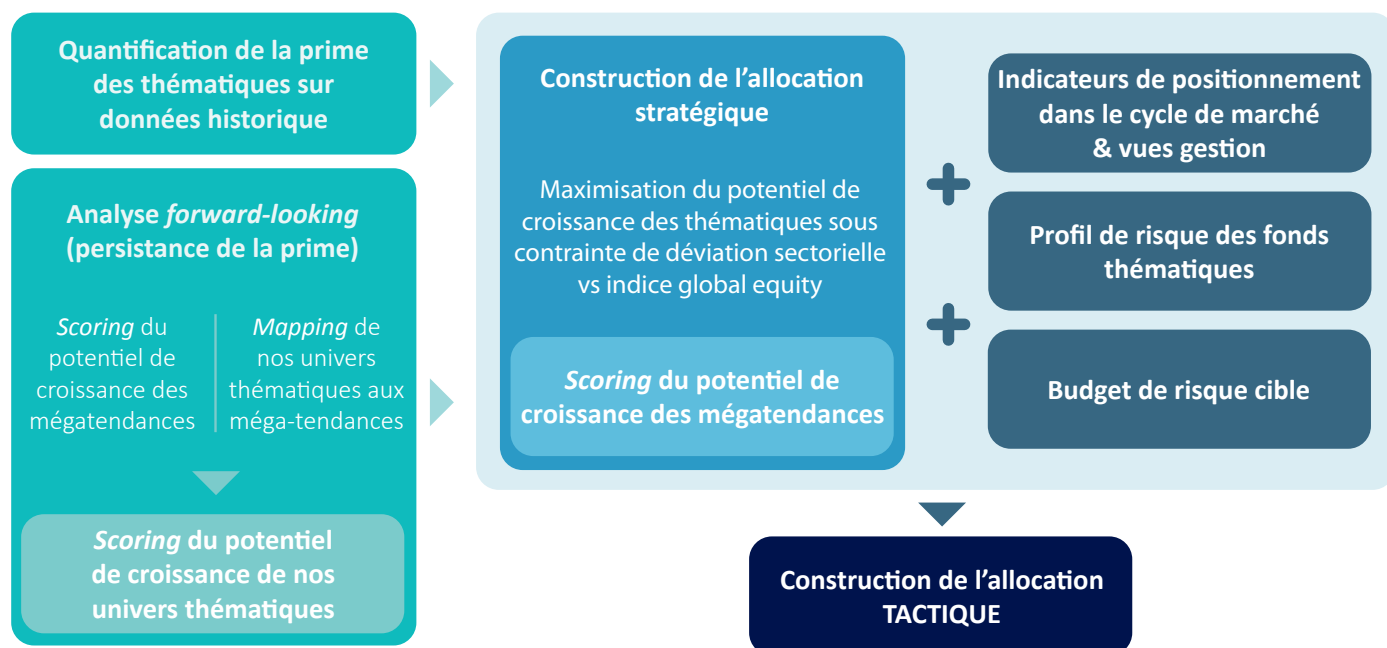 Quantification de la prime
des thématiques sur
données historique
Analyse forward-looking
(persistance de la prime)
Scoring du
potentiel de
croissance des
mégatendances
Mapping de
nos univers
thématiques aux
méga-tendances
Scoring du potentiel
de croissance de nos
univers thématiques
Construction de l’allocation
stratégique
Maximisation du potentiel de
croissance des thématiques sous
contrainte de déviation sectorielle
vs indice global equity
Scoring du potentiel de
croissance des mégatendances
+
+
Indicateurs de positionnement
dans le cycle de marché
& vues gestion
Profil de risque des fonds
thématiques
Budget de risque cible
Construction de l’allocation
TACTIQUE